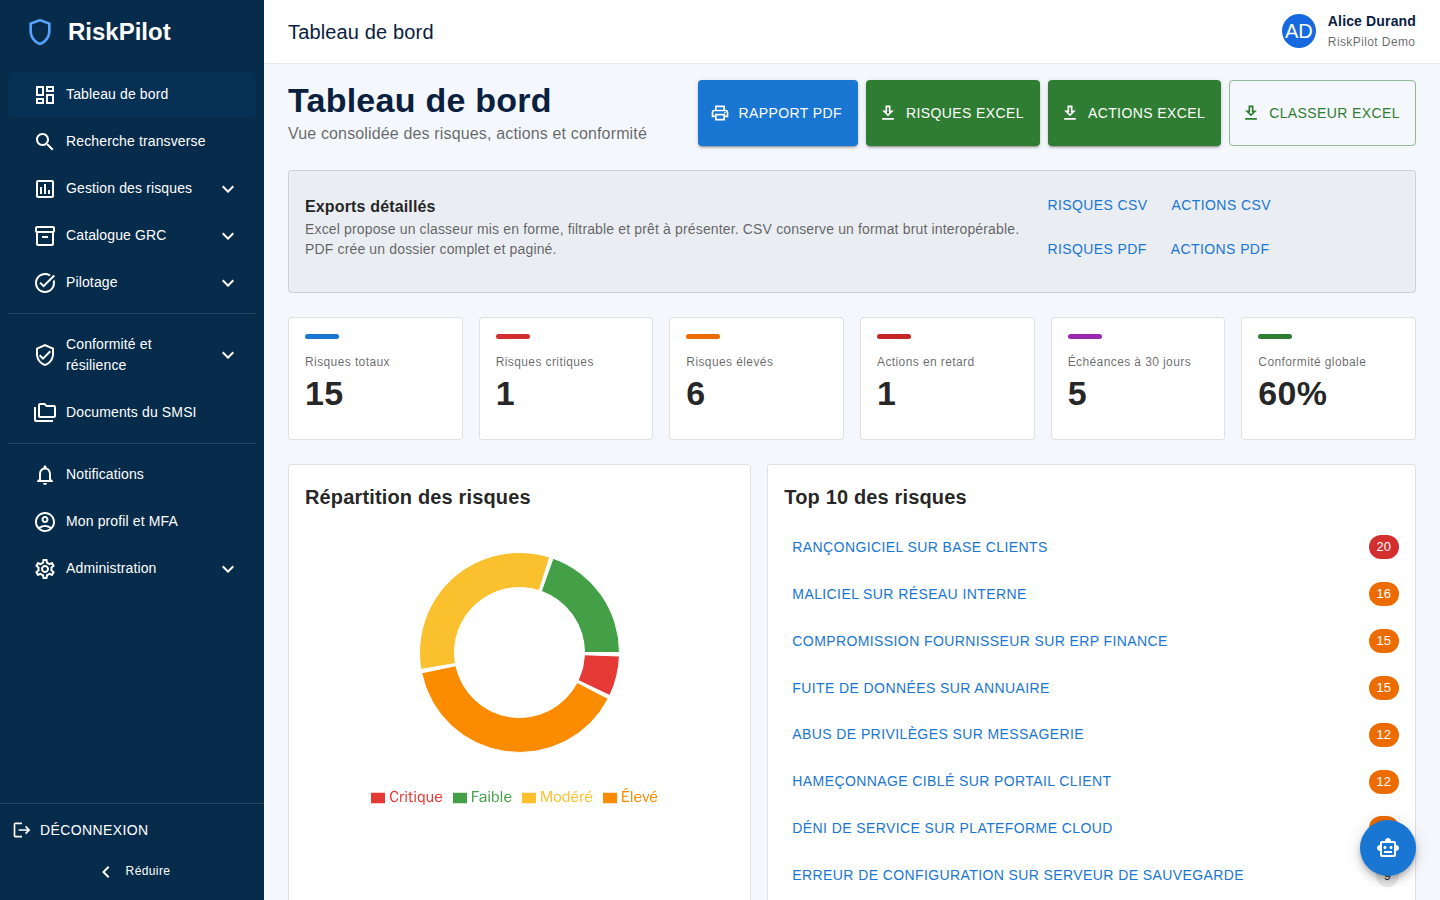 RiskPilot
Tableau de bord
Recherche transverse
Gestion des risques
Catalogue GRC
Pilotage
Conformité et
résilience
Documents du SMSI
Notifications
Mon profil et MFA
Administration
DÉCONNEXION
Réduire
Tableau de bord
AD
Alice Durand
RiskPilot Demo
Tableau de bord
Vue consolidée des risques, actions et conformité
RAPPORT PDF
RISQUES EXCEL
ACTIONS EXCEL
CLASSEUR EXCEL
Exports détaillés
Excel propose un classeur mis en forme, filtrable et prêt à présenter. CSV conserve un format brut interopérable.
PDF crée un dossier complet et paginé.
RISQUES CSV
ACTIONS CSV
RISQUES PDF
ACTIONS PDF
Risques totaux
15
Risques critiques
1
Risques élevés
6
Actions en retard
1
Échéances à 30 jours
5
Conformité globale
60%
Répartition des risques
Critique
Faible
Modéré
Élevé
Top 10 des risques
RANÇONGICIEL SUR BASE CLIENTS 20
MALICIEL SUR RÉSEAU INTERNE 16
COMPROMISSION FOURNISSEUR SUR ERP FINANCE 15
FUITE DE DONNÉES SUR ANNUAIRE 15
ABUS DE PRIVILÈGES SUR MESSAGERIE 12
HAMEÇONNAGE CIBLÉ SUR PORTAIL CLIENT 12
DÉNI DE SERVICE SUR PLATEFORME CLOUD
ERREUR DE CONFIGURATION SUR SERVEUR DE SAUVEGARDE